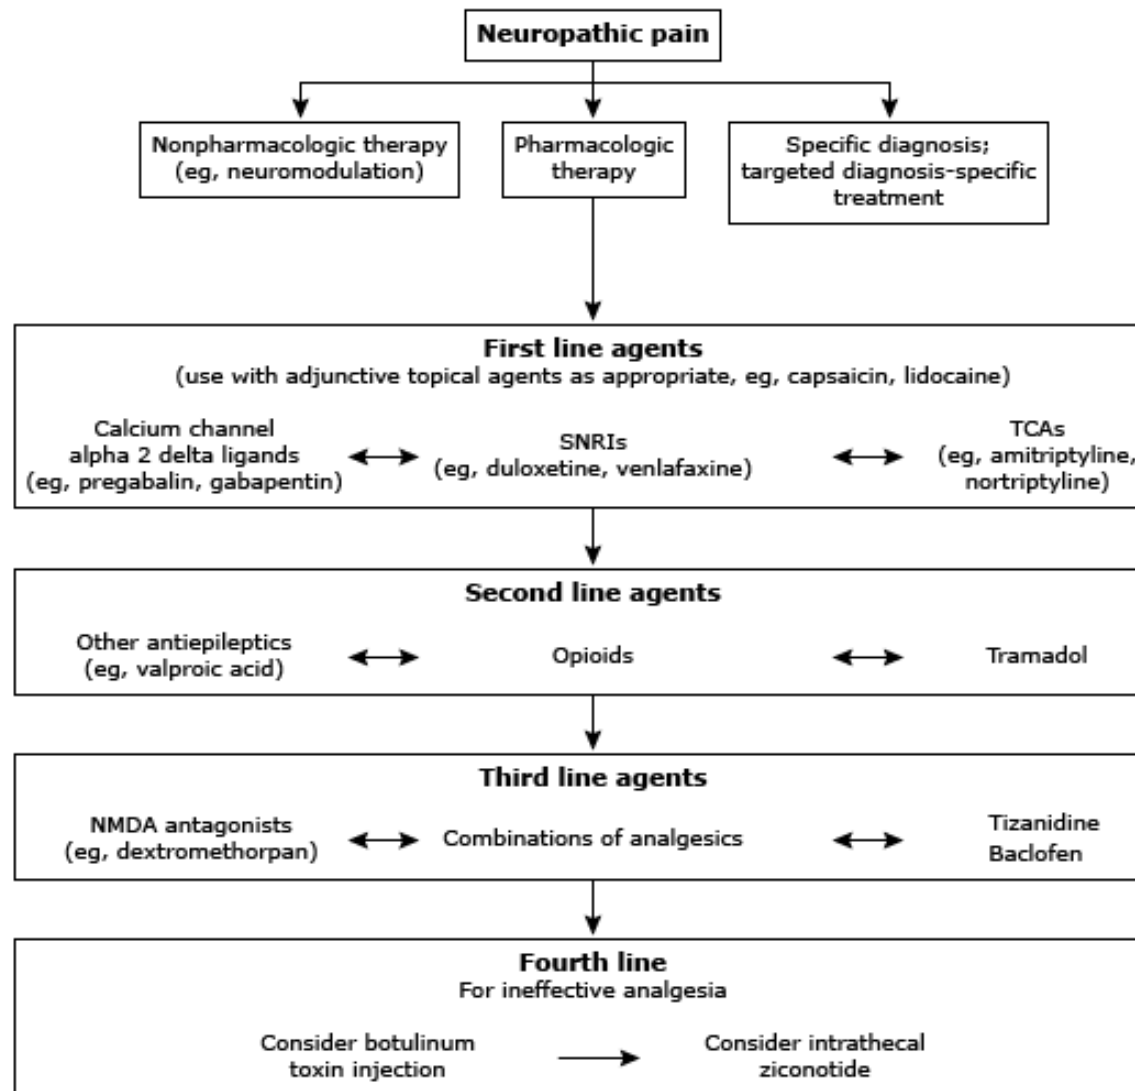 Neuropathic pain
Nonpharmacologic therapy
(eg, neuromodulation)
Pharmacologic
therapy
Specific diagnosis;
targeted diagnosis-specific
treatment
First line agents
(use with adjunctive topical agents as appropriate, eg, capsaicin, lidocaine)
Calcium channel
alpha 2 delta ligands
(eg, pregabalin, gabapentin)
SNRIs
(eg, duloxetine, venlafaxine)
TCAs
(eg, amitriptyline,
nortriptyline)
Second line agents
Other antiepileptics
(eg, valproic acid)
Opioids
Tramadol
Third line agents
NMDA antagonists
(eg, dextromethorpan)
Combinations of analgesics
Tizanidine
Baclofen
Fourth line
For ineffective analgesia
Consider botulinum
toxin injection
Consider intrathecal
ziconotide